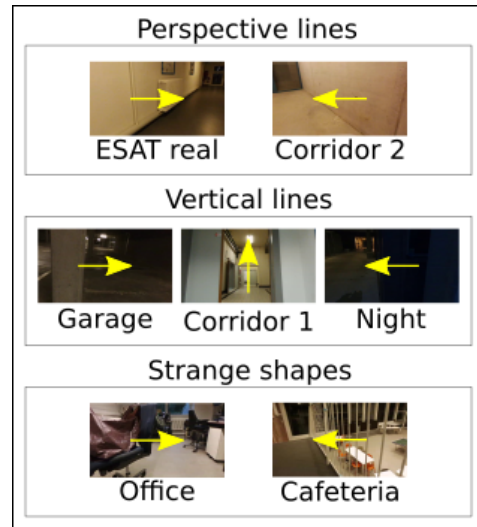 Perspective lines
ESAT real
Corridor 2
Vertical lines
Garage
Corridor 1
Night
Strange shapes
Office
Cafeteria